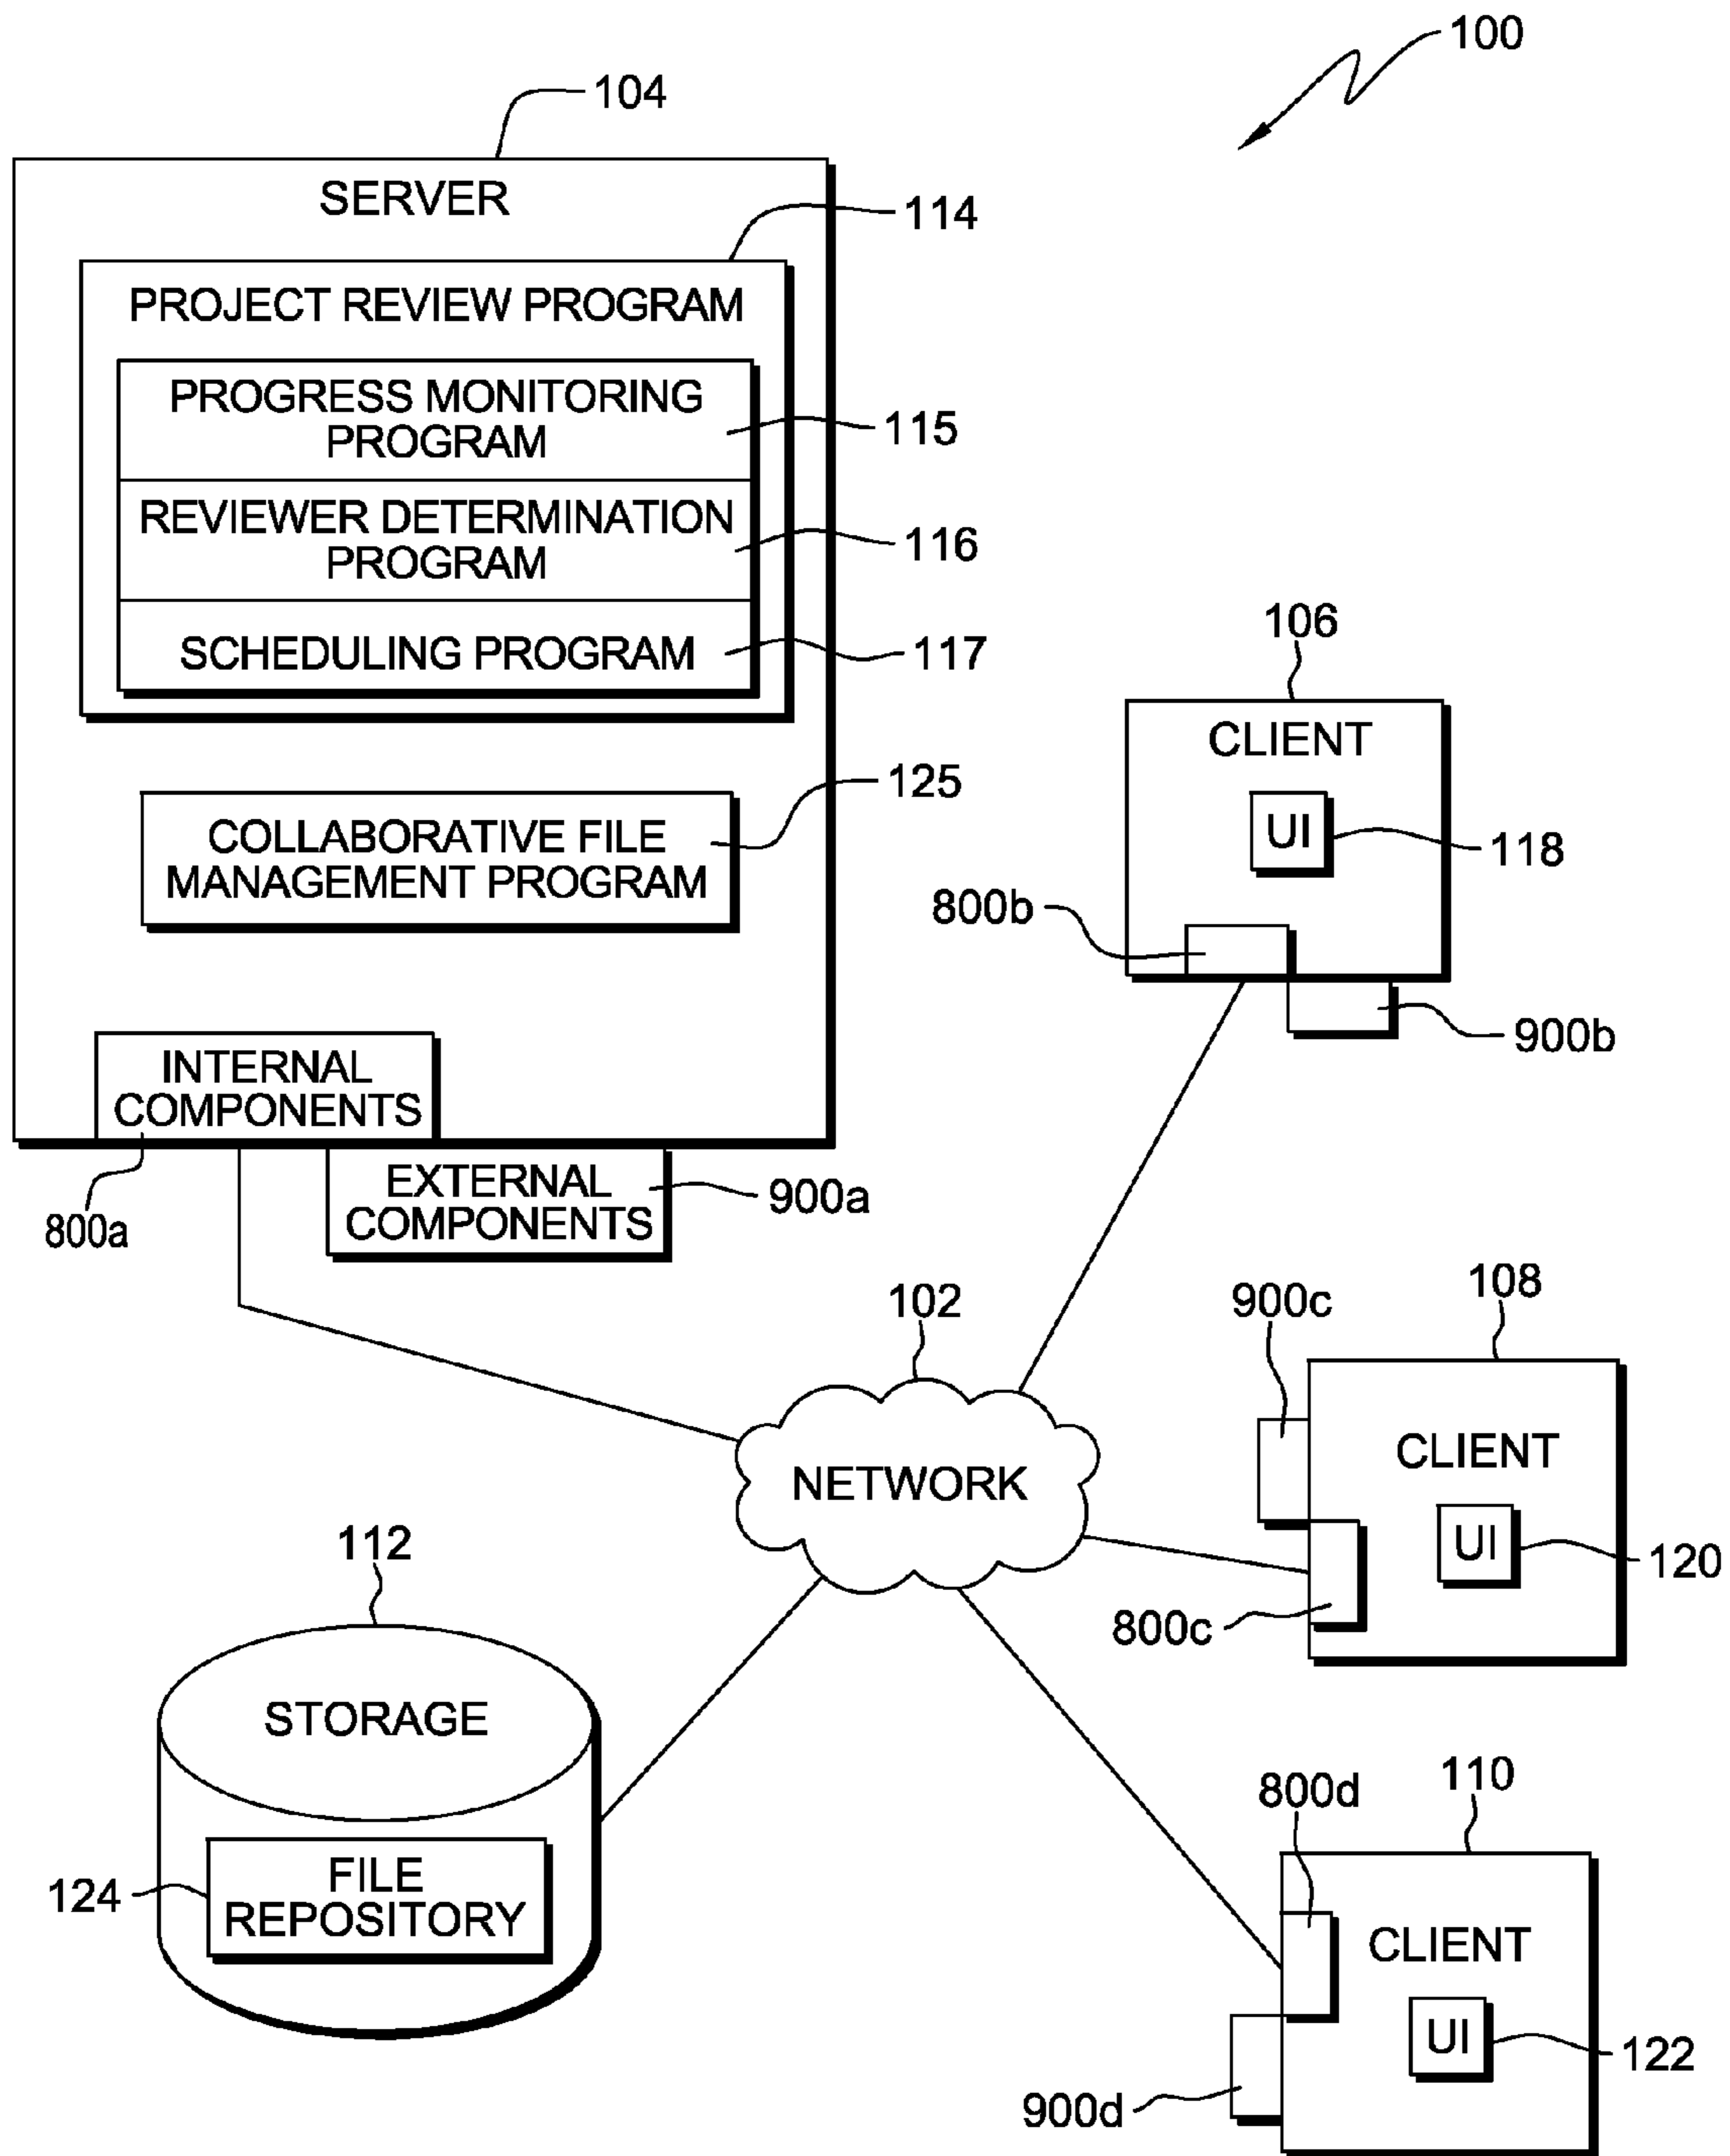 100
104
SERVER
114
PROJECT REVIEW PROGRAM
PROGRESS MONITORING
PROGRAM
115
REVIEWER DETERMINATION
PROGRAM
116
SCHEDULING PROGRAM
117
125
COLLABORATIVE FILE
MANAGEMENT PROGRAM
INTERNAL
COMPONENTS
800a
EXTERNAL
COMPONENTS
900a
106
CLIENT
UI
118
800b
900b
102
NETWORK
108
900c
CLIENT
UI
120
800c
112
STORAGE
FILE
REPOSITORY
124
110
800d
CLIENT
UI
122
900d